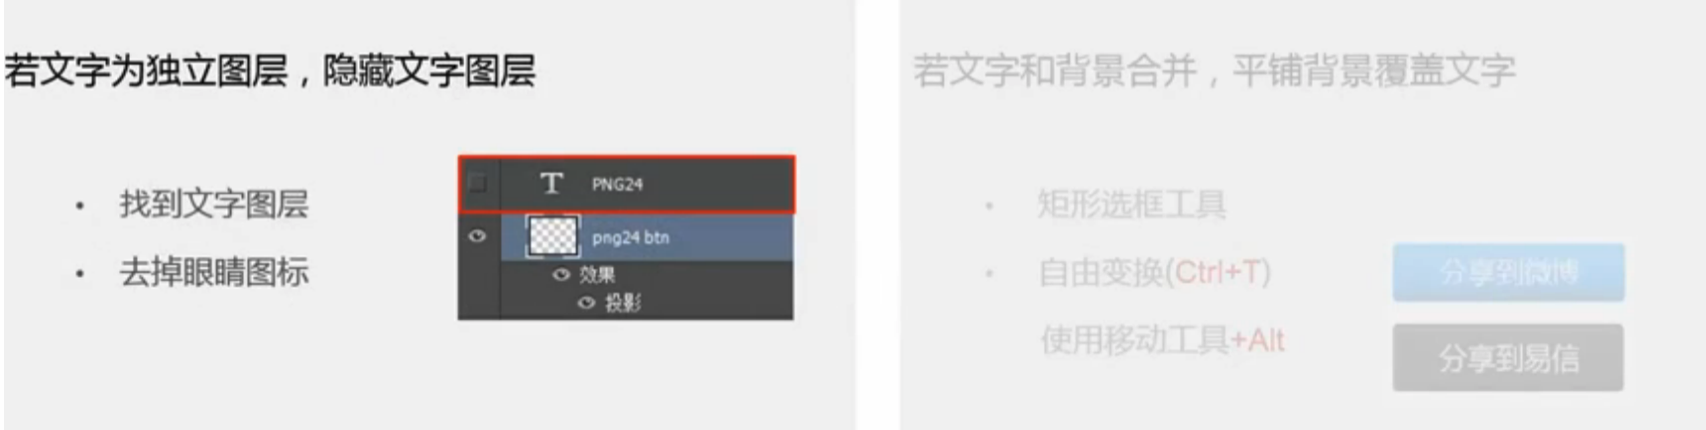 若文字为独立图层，隐藏文字图层
• 找到文字图层
• 去掉眼睛图标
PNG24
png24 btn
效果
投影
若文字和背景合并，平铺背景覆盖文字
• 矩形选框工具
• 自由变换(Ctrl+T)
使用移动工具+Alt
分享到微博
分享到易信